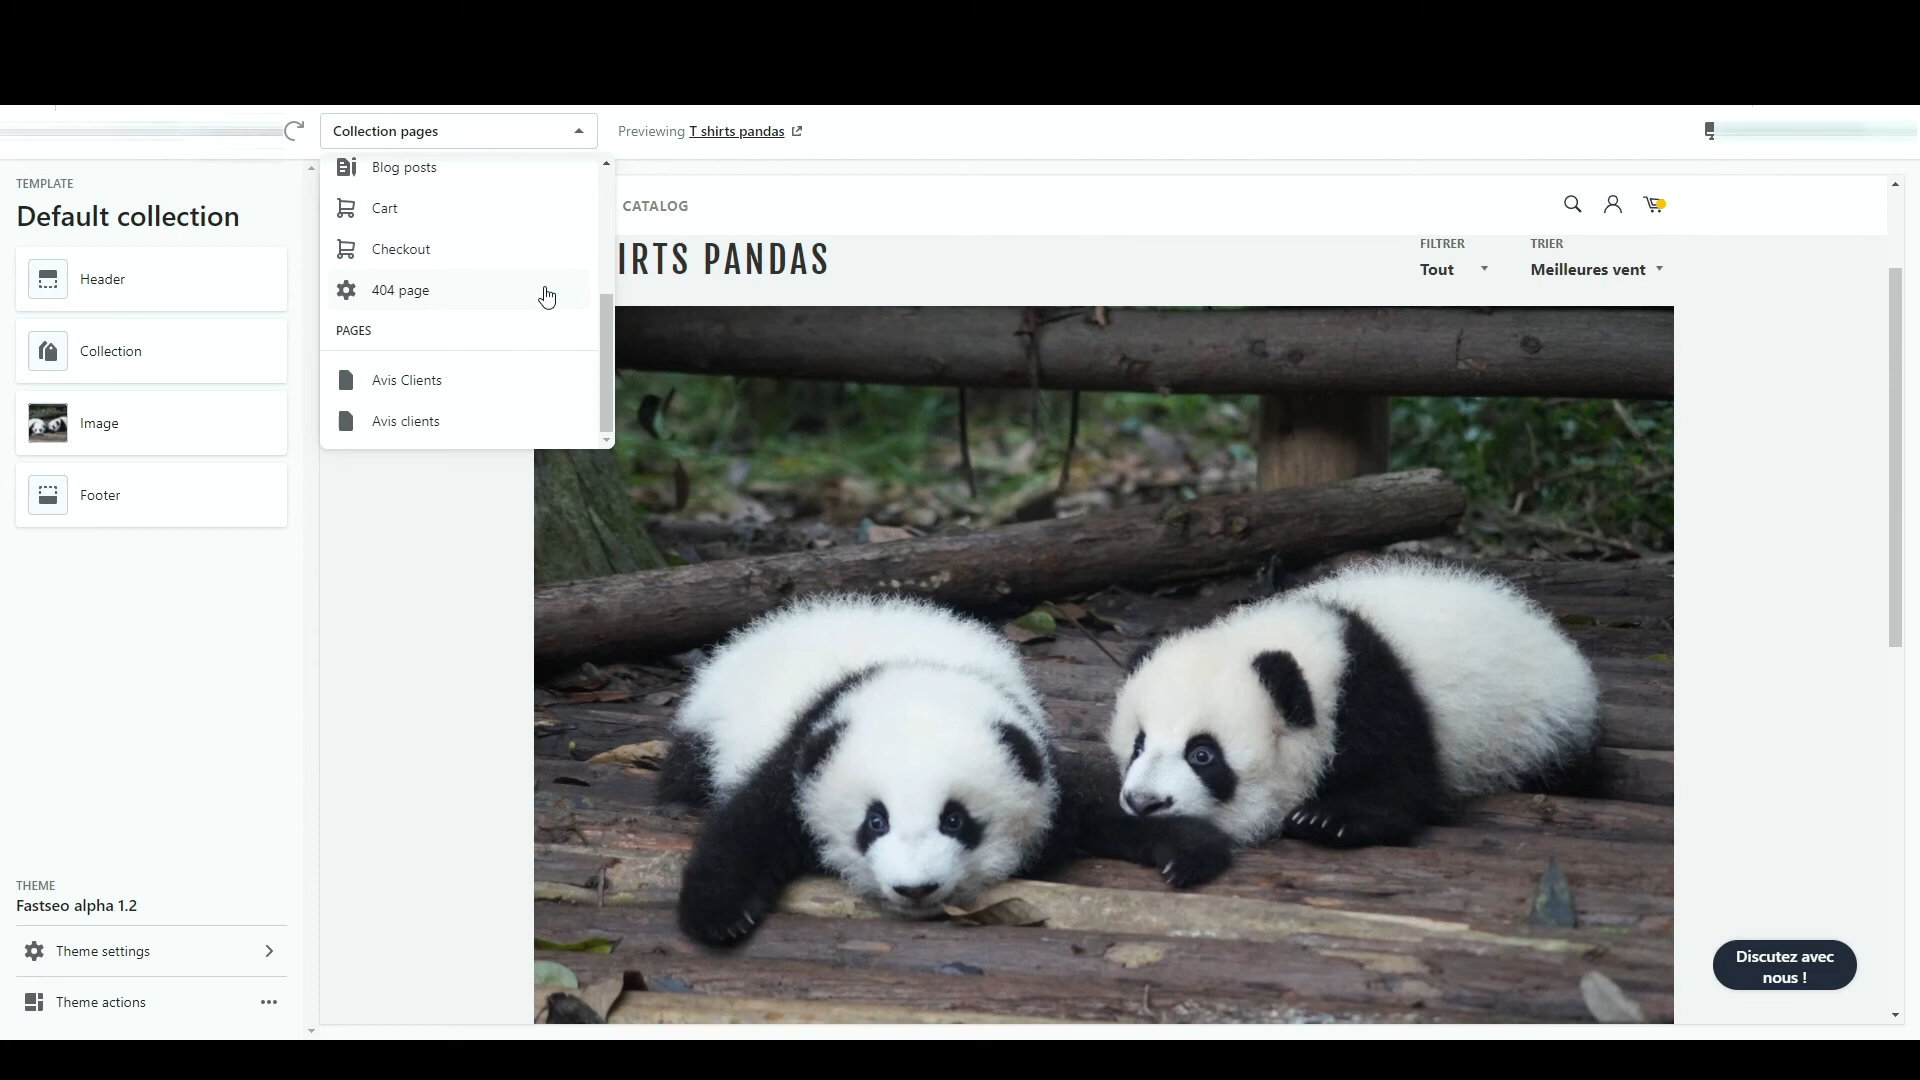 Collection pages
Previewing T shirts pandas
TEMPLATE
Default collection
Header
Collection
Image
Footer
Blog posts
Cart
Checkout
404 page
PAGES
Avis Clients
Avis clients
CATALOG
IRTS PANDAS
FILTRER
Tout
TRIER
Meilleures vent
THEME
Fastseo alpha 1.2
Theme settings
Theme actions
Discutez avec
nous !